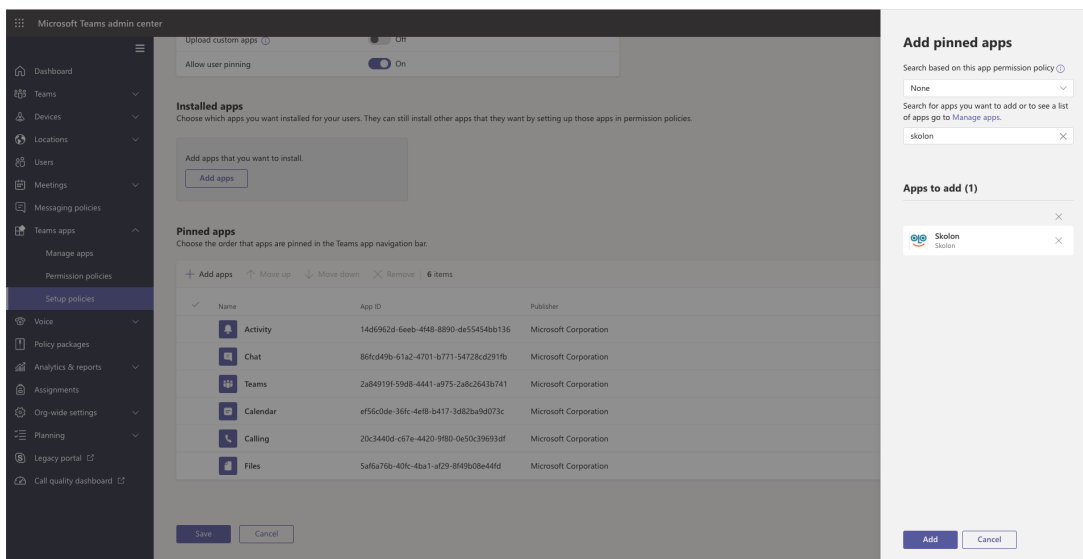 Microsoft Teams admin center
Dashboard
Teams
Devices
Locations
Users
Meetings
Messaging policies
Teams apps
Manage apps
Permission policies
Setup policies
Voice
Policy packages
Analytics & reports
Assignments
Org-wide settings
Planning
Legacy portal
Call quality dashboard
Upload custom apps Off
Allow user pinning On
Installed apps
Choose which apps you want installed for your users. They can still install other apps that they want by setting up those apps in permission policies.
Add apps that you want to install.
Add apps
Pinned apps
Choose the order that apps are pinned in the Teams app navigation bar.
Add apps Move up Move down Remove 6 items
Name App ID Publisher
Activity 14d6962d-6eeb-4f48-8890-de55454bb136 Microsoft Corporation
Chat 86fcd49b-61a2-4701-b771-54728cd291fb Microsoft Corporation
Teams 2a84919f-59d8-4441-a975-2a8c2643b741 Microsoft Corporation
Calendar ef56c0de-36fc-4ef8-b417-3d82ba9d073c Microsoft Corporation
Calling 20c3440d-c67e-4420-9f80-0e50c39693df Microsoft Corporation
Files 5af6a76b-40fc-4ba1-af29-8f49b08e44fd Microsoft Corporation
Save Cancel
Add pinned apps
Search based on this app permission policy
None
Search for apps you want to add or to see a list
of apps go to Manage apps.
skolon
Apps to add (1)
Skolon
Skolon
Add Cancel